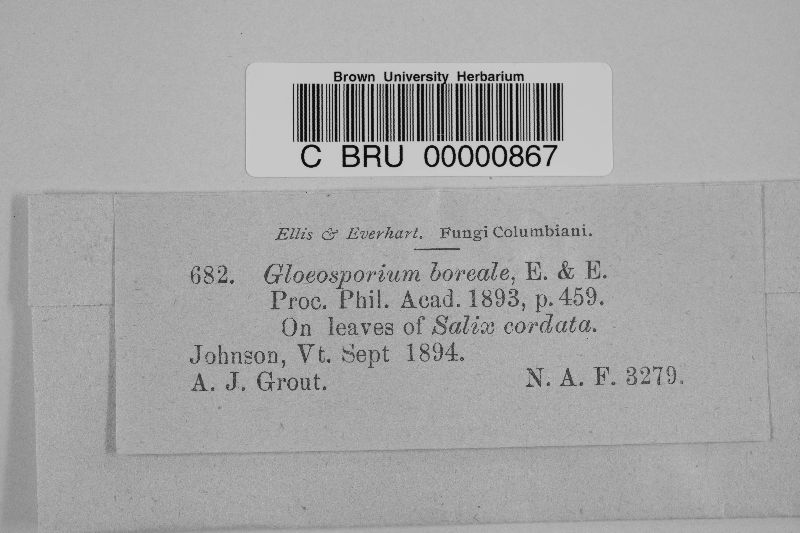 Brown University Herbarium
C BRU 00000867
Ellis & Everhart. Fungi Columbiani.
682. Gloeosporium boreale, E. & E.
Proc. Phil. Acad. 1893, p. 459.
On leaves of Salix cordata.
Johnson, Vt. Sept 1894.
A. J. Grout. N. A. F. 3279.